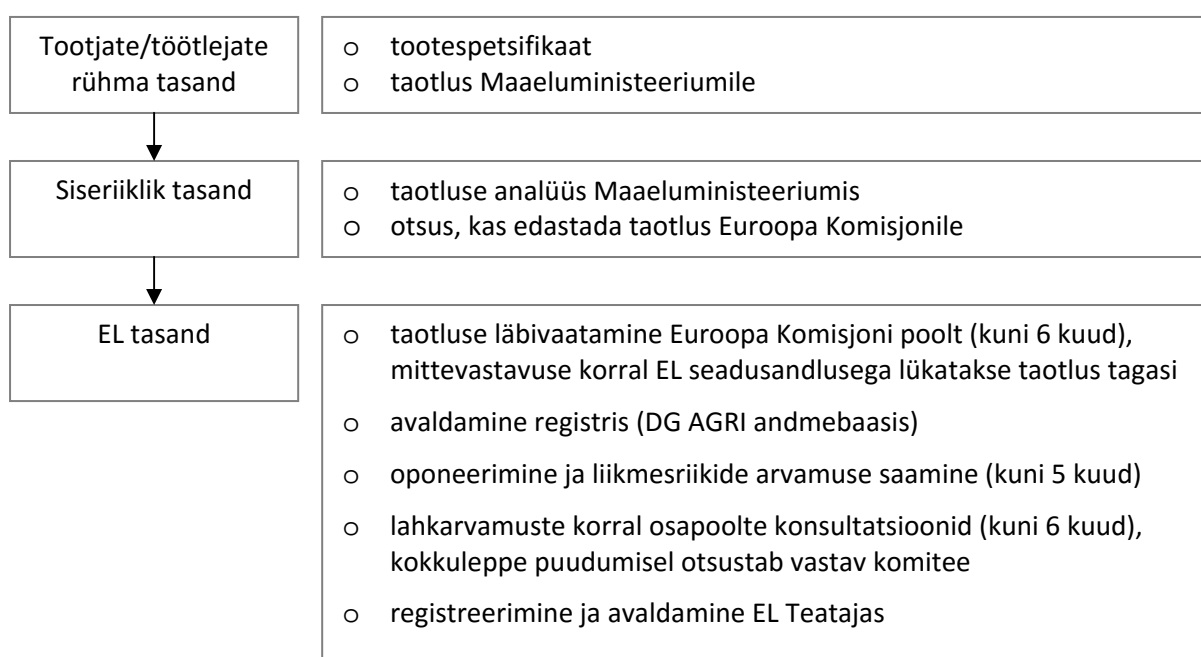 Tootjate/töötlejate
rühma tasand
o tootespetsifikaat
o taotlus Maaeluministeeriumile
Siseriiklik tasand
o taotluse analüüs Maaeluministeeriumis
o otsus, kas edastada taotlus Euroopa Komisjonile
EL tasand
o taotluse läbivaatamine Euroopa Komisjoni poolt (kuni 6 kuud),
mittevastavuse korral EL seadusandlusega lükatakse taotlus tagasi
o avaldamine registris (DG AGRI andmebaasis)
o oponeerimine ja liikmesriikide arvamuse saamine (kuni 5 kuud)
o lahkarvamuste korral osapoolte konsultatsioonid (kuni 6 kuud),
kokkuleppe puudumisel otsustab vastav komitee
o registreerimine ja avaldamine EL Teatajas